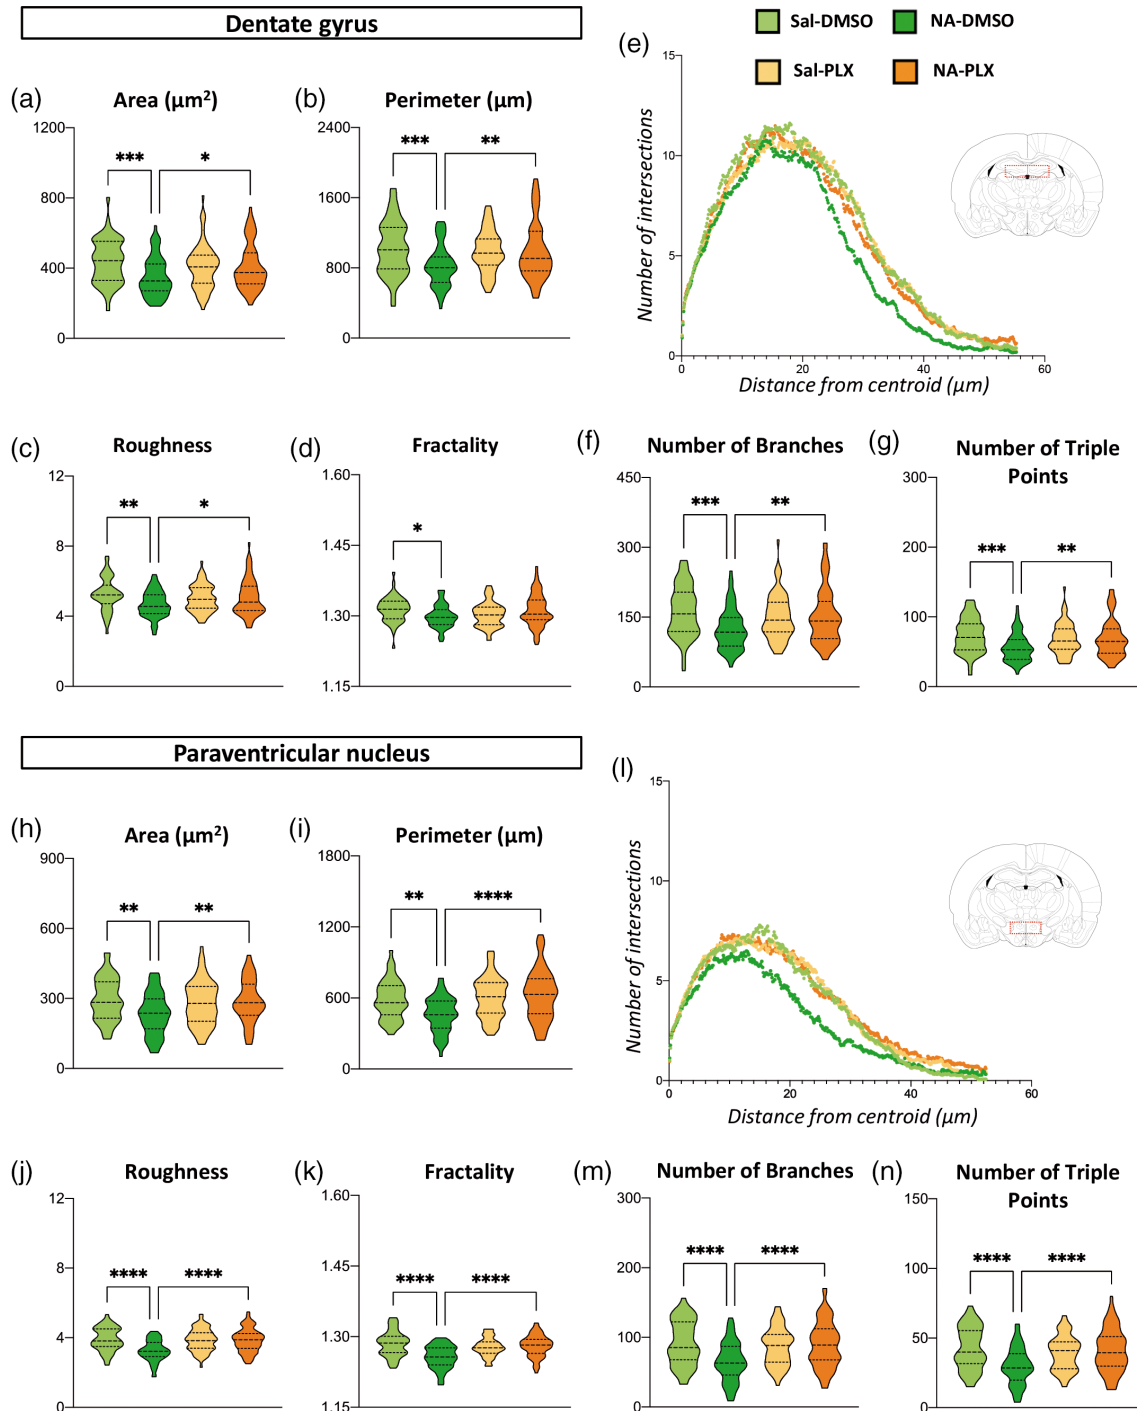 Dentate gyrus
Sal-DMSO
NA-DMSO
Sal-PLX
NA-PLX
(a)
Area (µm²)
1200
800
400
0
***
*
(b)
Perimeter (µm)
2400
1600
800
0
***
**
(e)
Number of intersections
15
10
5
0
0
20
40
60
Distance from centroid (µm)
(c)
Roughness
12
8
4
0
**
*
(d)
Fractality
1.60
1.45
1.30
1.15
*
(f)
Number of Branches
450
300
150
0
***
**
(g)
Number of Triple
Points
300
200
100
0
***
**
Paraventricular nucleus
(h)
Area (µm²)
900
600
300
0
**
**
(i)
Perimeter (µm)
1800
1200
600
0
**
****
(l)
Number of intersections
15
10
5
0
0
20
40
60
Distance from centroid (µm)
(j)
Roughness
12
8
4
0
****
****
(k)
Fractality
1.60
1.45
1.30
1.15
****
****
(m)
Number of Branches
300
200
100
0
****
****
(n)
Number of Triple
Points
150
100
50
0
****
****